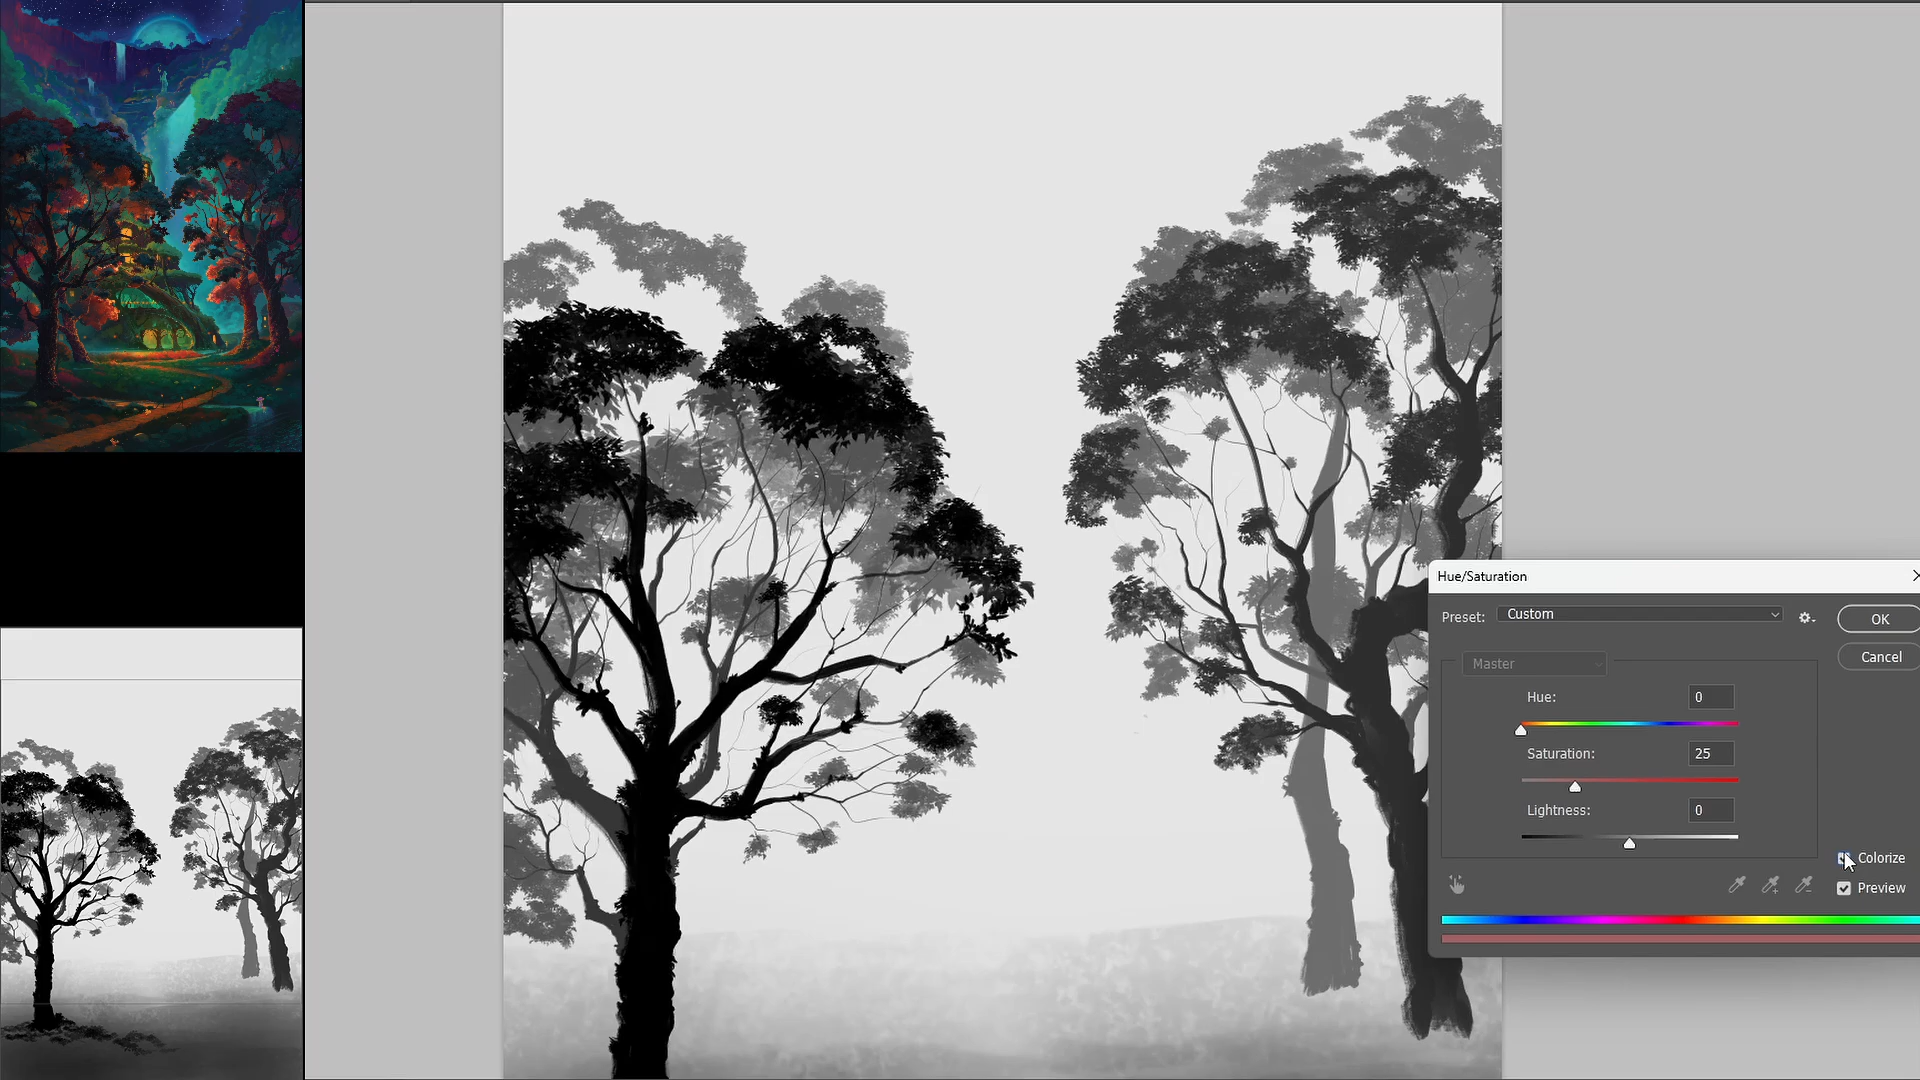 Hue/Saturation
Preset: Custom
OK
Master
Cancel
Hue: 0
Saturation: 25
Lightness: 0
Colorize
Preview